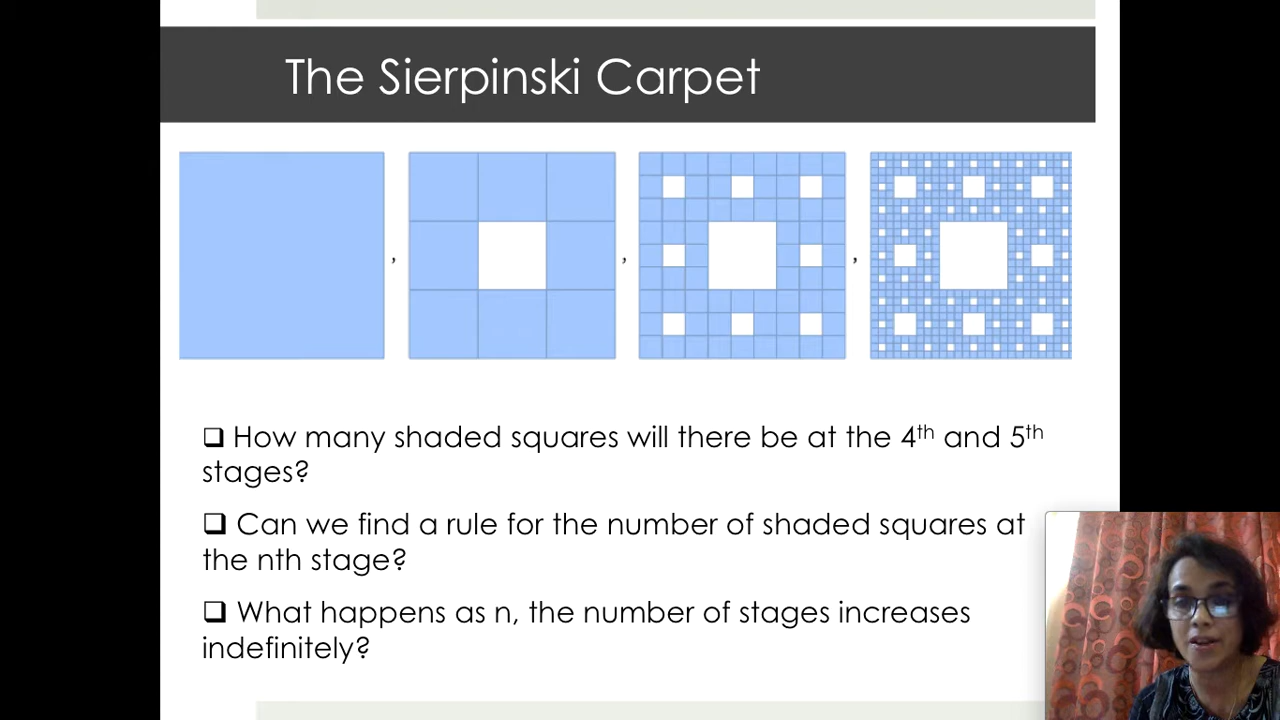 The Sierpinski Carpet
, , ,
❑ How many shaded squares will there be at the 4th and 5th
stages?
❑ Can we find a rule for the number of shaded squares at
the nth stage?
❑ What happens as n, the number of stages increases
indefinitely?